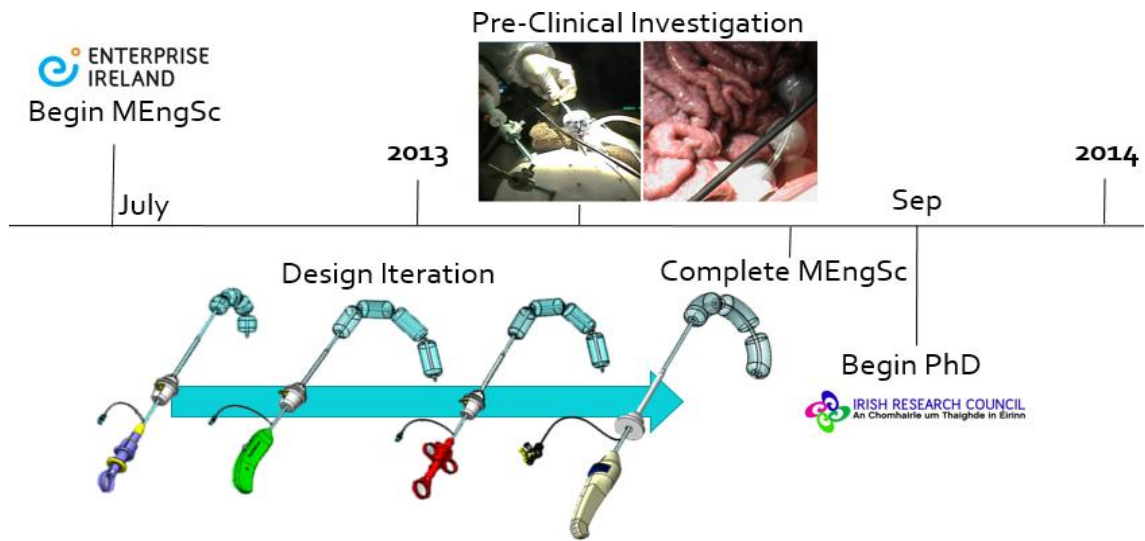 Pre-Clinical Investigation
ENTERPRISE
IRELAND
Begin MEngSc
2013
2014
July
Sep
Design Iteration
Complete MEngSc
Begin PhD
IRISH RESEARCH COUNCIL
An Chomhairle um Thaighde in Éirinn